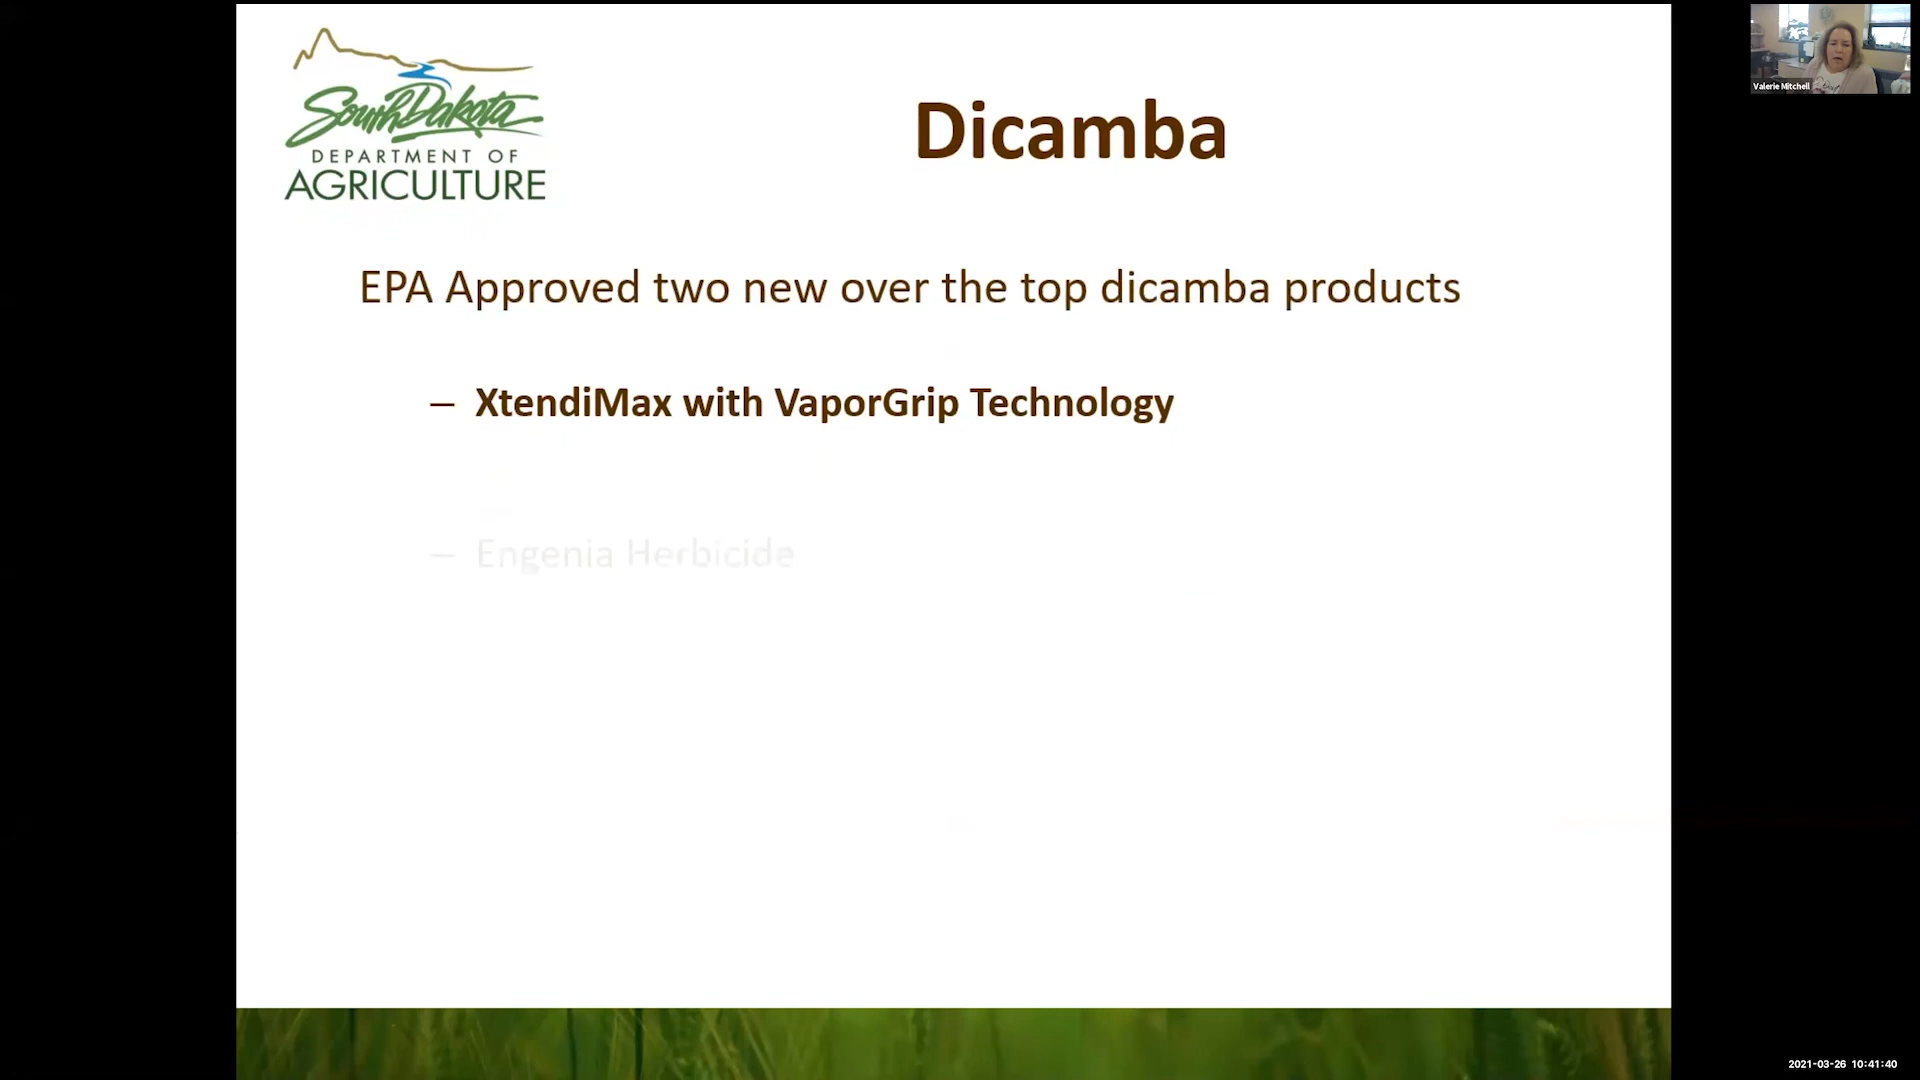 South Dakota
DEPARTMENT OF
AGRICULTURE
Dicamba
EPA Approved two new over the top dicamba products
– XtendiMax with VaporGrip Technology
– Engenia Herbicide
Valerie Mitchell
2021-03-26 10:41:40